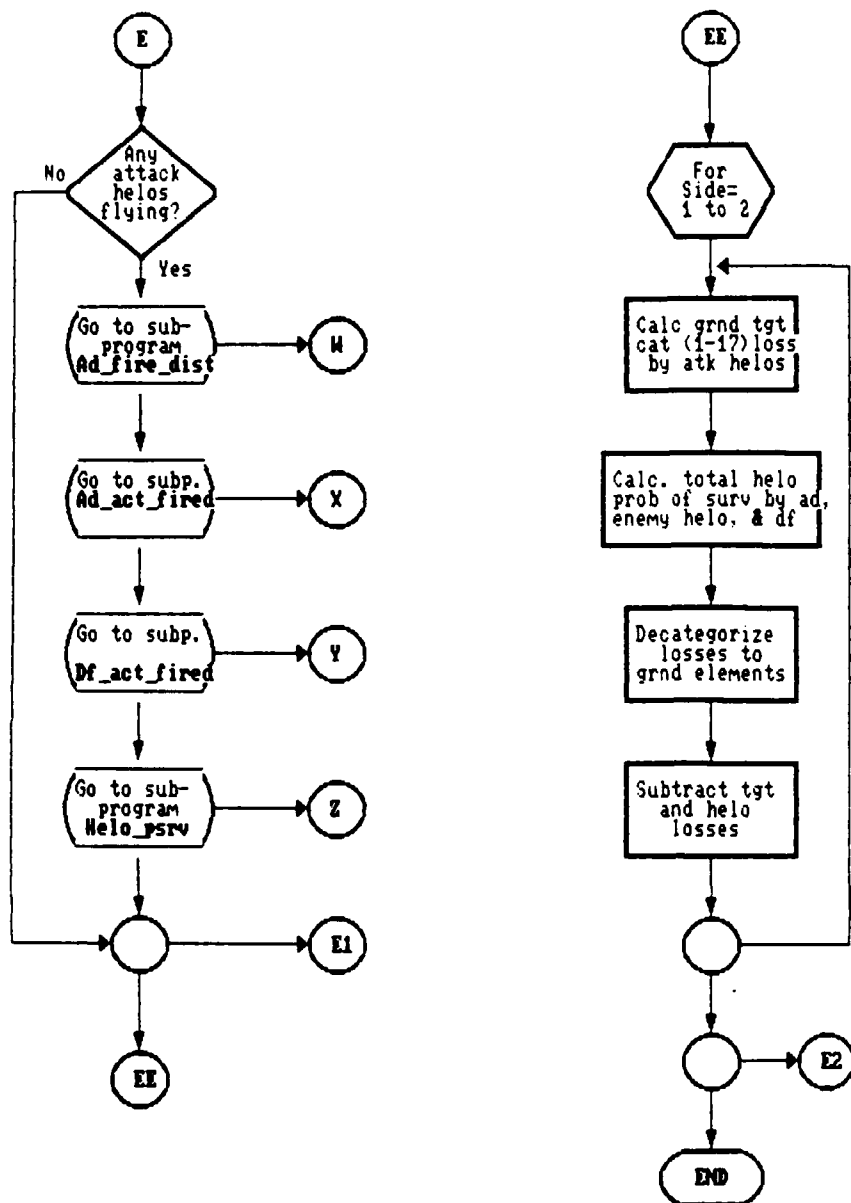 E
Any
attack
helos
flying?
No
Yes
Go to sub-
program
Ad_fire_dist
W
Go to subp.
Ad_act_fired
X
Go to subp.
Df_act_fired
Y
Go to sub-
program
Helo_psrv
Z
E1
EE
EE
For
Side=
1 to 2
Calc grnd tgt
cat (1-17)loss
by atk helos
Calc. total helo
prob of surv by ad,
enemy helo, & df
Decategorize
losses to
grnd elements
Subtract tgt
and helo
losses
E2
END